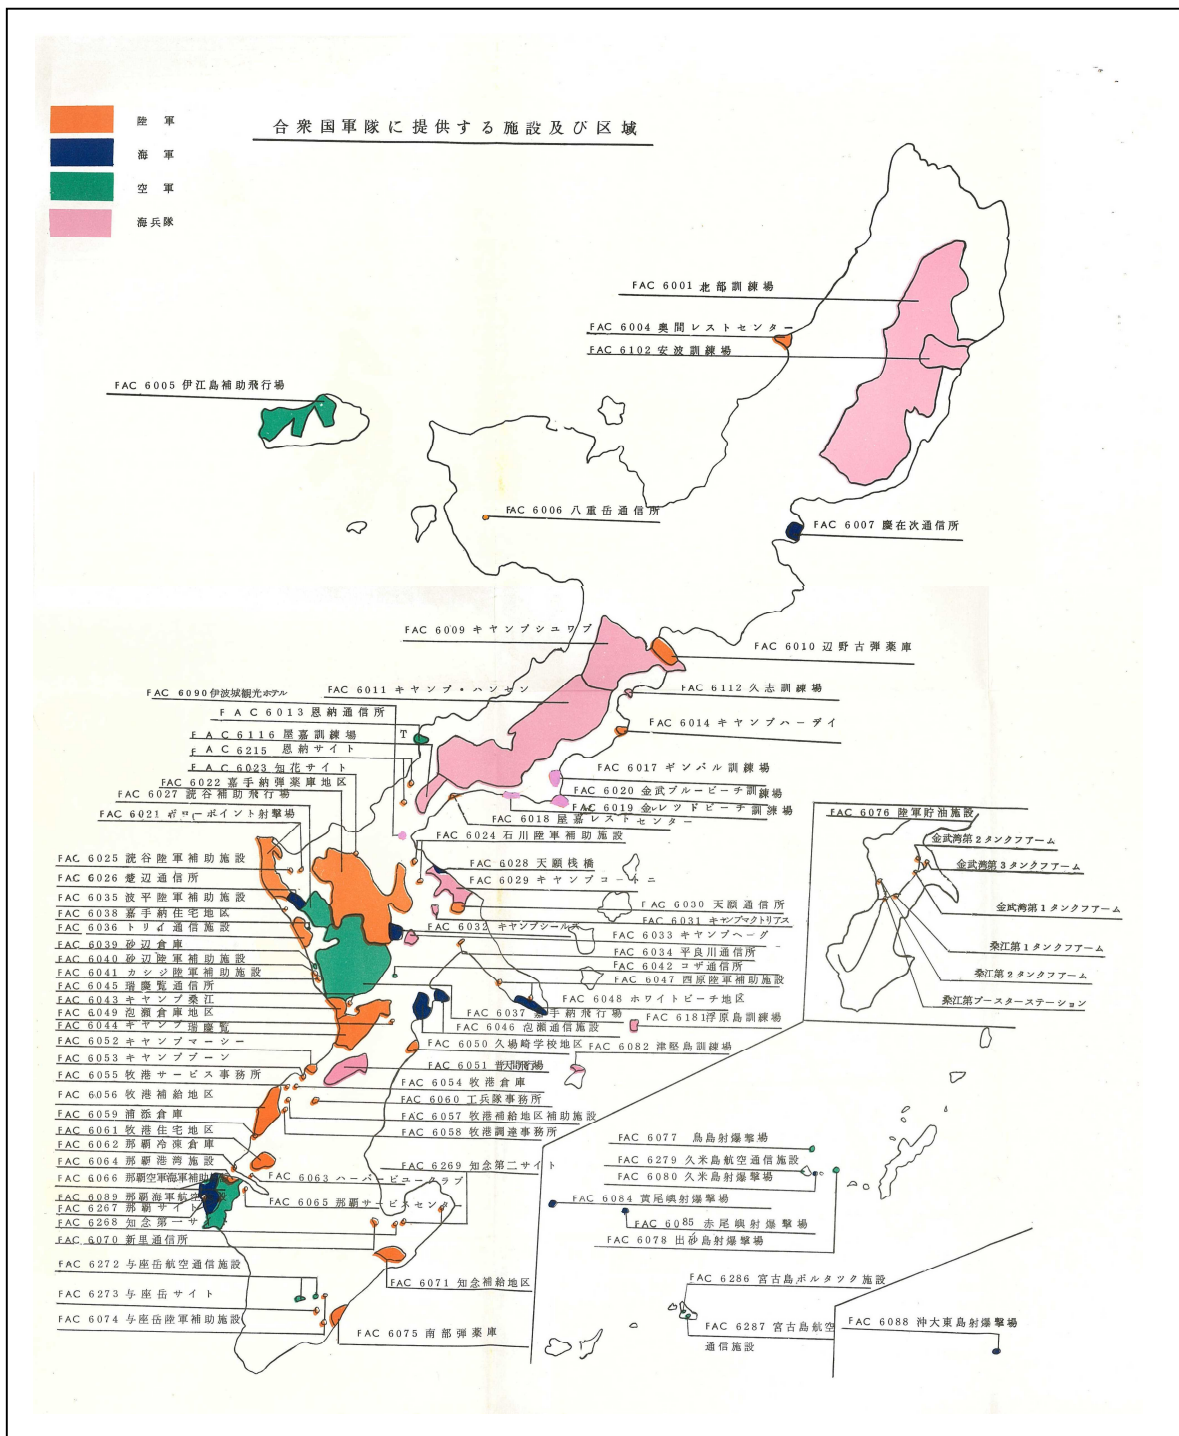 合衆国軍隊に提供する施設及び区域
陸軍
海軍
空軍
海兵隊
FAC 6001 北部訓練場
FAC 6004 奥間レストセンター
FAC 6102 安波訓練場
FAC 6005 伊江島補助飛行場
FAC 6006 八重岳通信所
FAC 6007 慶在次通信所
FAC 6009 キヤンプシユワブ
FAC 6010 辺野古弾薬庫
FAC 6090 伊波城観光ホテル
FAC 6011 キヤンプ・ハンセン
FAC 6112 久志訓練場
FAC 6013 恩納通信所
FAC 6014 キヤンプハーデイ
FAC 6116 屋嘉訓練場
T
FAC 6215 恩納サイト
FAC 6023 知花サイト
FAC 6022 嘉手納弾薬庫地区
FAC 6017 ギンバル訓練場
FAC 6027 読谷補助飛行場
FAC 6020 金武ブルービーチ訓練場
FAC 6021 ボローポイント射撃場
FAC 6019 金レツドビーチ訓練場
FAC 6018 屋嘉レストセンター
FAC 6024 石川陸軍補助施設
FAC 6025 読谷陸軍補助施設
FAC 6028 天願桟橋
FAC 6026 楚辺通信所
FAC 6029 キヤンプコートニ
FAC 6035 波平陸軍補助施設
FAC 6030 天願通信所
FAC 6038 嘉手納住宅地区
FAC 6031 キヤンプマクトリアス
FAC 6036 トリイ通信施設
FAC 6032 キヤンプシールズ
FAC 6033 キヤンプヘーグ
FAC 6039 砂辺倉庫
FAC 6034 平良川通信所
FAC 6040 砂辺陸軍補助施設
FAC 6042 コザ通信所
FAC 6041 カシジ陸軍補助施設
FAC 6047 西原陸軍補助施設
FAC 6045 瑞慶覧通信所
FAC 6048 ホワイトビーチ地区
FAC 6043 キヤンプ桑江
FAC 6037 嘉手納飛行場
FAC 6049 泡瀬倉庫地区
FAC 6181 浮原島訓練場
FAC 6044 キヤンプ瑞慶覧
FAC 6046 泡瀬通信施設
FAC 6052 キヤンプマーシー
FAC 6050 久場崎学校地区
FAC 6082 津堅島訓練場
FAC 6053 キヤンプブーン
FAC 6051 普天間飛行場
FAC 6055 牧港サービス事務所
FAC 6054 牧港倉庫
FAC 6056 牧港補給地区
FAC 6060 工兵隊事務所
FAC 6059 浦添倉庫
FAC 6057 牧港補給地区補助施設
FAC 6061 牧港住宅地区
FAC 6058 牧港調達事務所
FAC 6062 那覇冷凍倉庫
FAC 6064 那覇港湾施設
FAC 6269 知念第二サイト
FAC 6066 那覇空軍海軍補助施設
FAC 6063 ハーバービユークラブ
FAC 6089 那覇海軍航空施設
FAC 6267 那覇サイト
FAC 6065 那覇サービスセンター
FAC 6268 知念第一サイト
FAC 6070 新里通信所
FAC 6272 与座岳航空通信施設
FAC 6071 知念補給地区
FAC 6273 与座岳サイト
FAC 6074 与座岳陸軍補助施設
FAC 6075 南部弾薬庫
FAC 6076 陸軍貯油施設
金武湾第2タンクフアーム
金武湾第3タンクフアーム
金武湾第1タンクフアーム
桑江第1タンクフアーム
桑江第2タンクフアーム
桑江第ブースターステーション
FAC 6077 鳥島射爆撃場
FAC 6279 久米島航空通信施設
FAC 6080 久米島射爆撃場
FAC 6084 黄尾嶼射爆撃場
FAC 6085 赤尾嶼射爆撃場
FAC 6078 出砂島射爆撃場
FAC 6286 宮古島ボルタツク施設
FAC 6287 宮古島航空
通信施設
FAC 6088 沖大東島射爆撃場